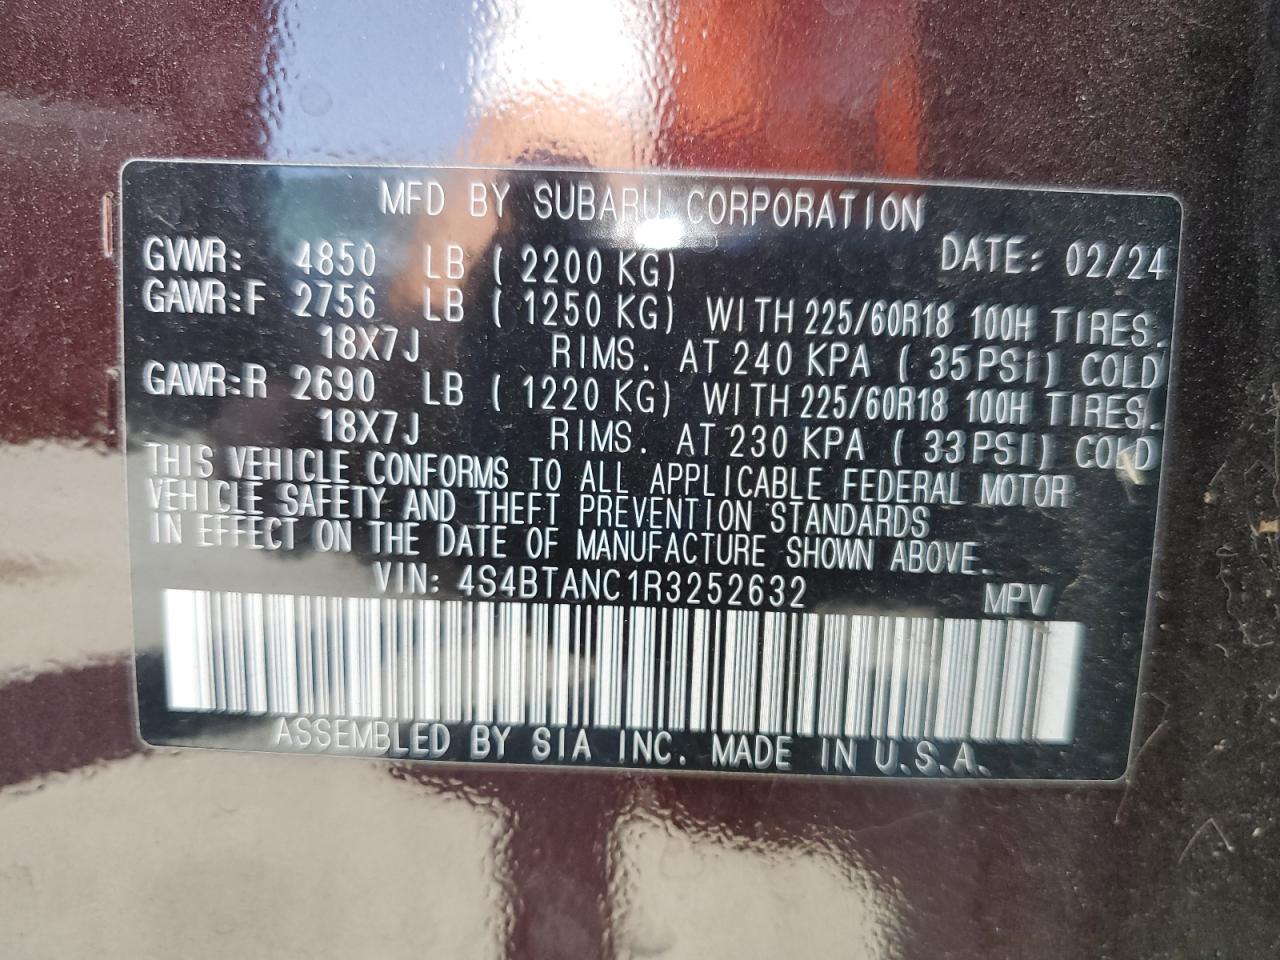 MFD BY SUBARU CORPORATION
GVWR: 4850 LB ( 2200 KG) DATE: 02/24
GAWR:F 2756 LB ( 1250 KG) WITH 225/60R18 100H TIRES.
18X7J RIMS. AT 240 KPA ( 35PSI) COLD
GAWR:R 2690 LB ( 1220 KG) WITH 225/60R18 100H TIRES.
18X7J RIMS. AT 230 KPA ( 33PSI) COLD
THIS VEHICLE CONFORMS TO ALL APPLICABLE FEDERAL MOTOR
VEHICLE SAFETY AND THEFT PREVENTION STANDARDS
IN EFFECT ON THE DATE OF MANUFACTURE SHOWN ABOVE.
VIN: 4S4BTANC1R3252632 MPV
ASSEMBLED BY SIA INC. MADE IN U.S.A.